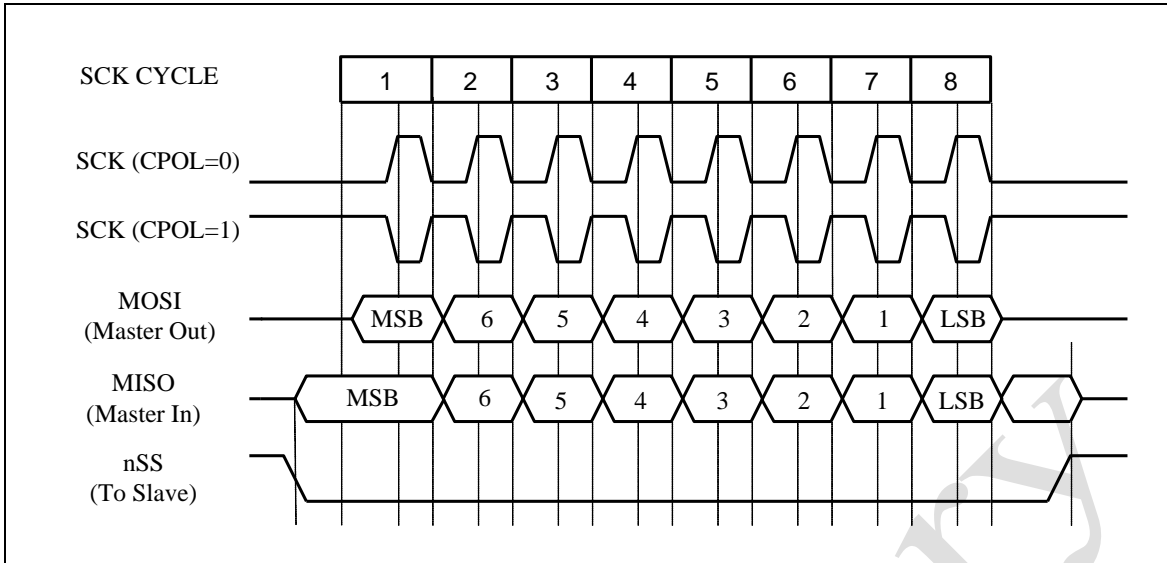 SCK CYCLE 1 2 3 4 5 6 7 8
SCK (CPOL=0)
SCK (CPOL=1)
MOSI
(Master Out)
MSB 6 5 4 3 2 1 LSB
MISO
(Master In)
MSB 6 5 4 3 2 1 LSB
nSS
(To Slave)
ry